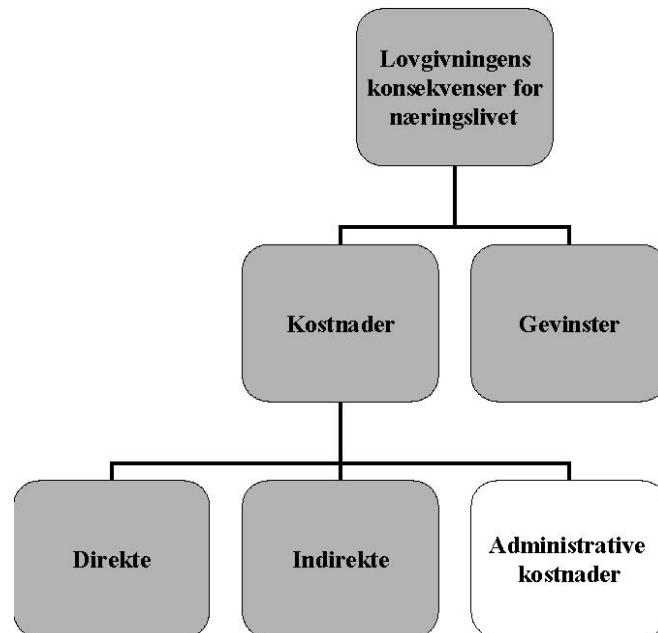 Lovgivningens
konsekvenser for
næringslivet
Kostnader
Gevinster
Direkte
Indirekte
Administrative
kostnader